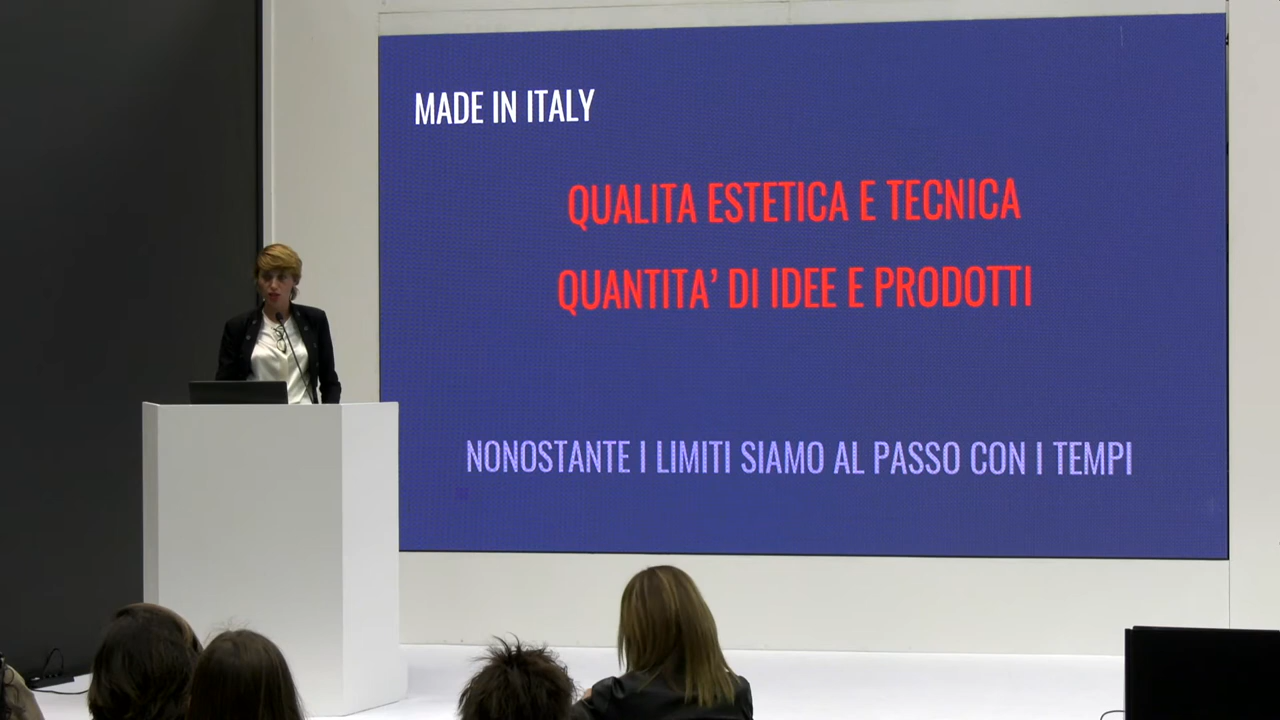 MADE IN ITALY
QUALITA ESTETICA E TECNICA
QUANTITA’ DI IDEE E PRODOTTI
NONOSTANTE I LIMITI SIAMO AL PASSO CON I TEMPI